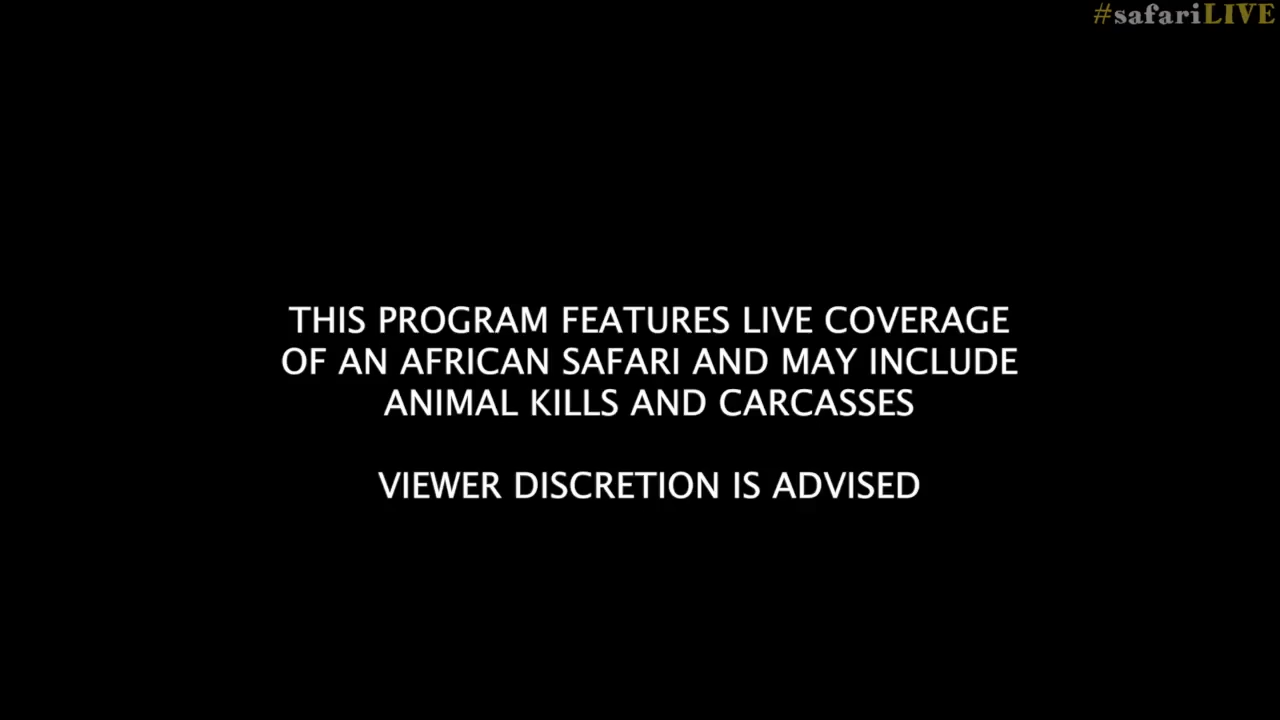 #safariLIVE
THIS PROGRAM FEATURES LIVE COVERAGE
OF AN AFRICAN SAFARI AND MAY INCLUDE
ANIMAL KILLS AND CARCASSES
VIEWER DISCRETION IS ADVISED